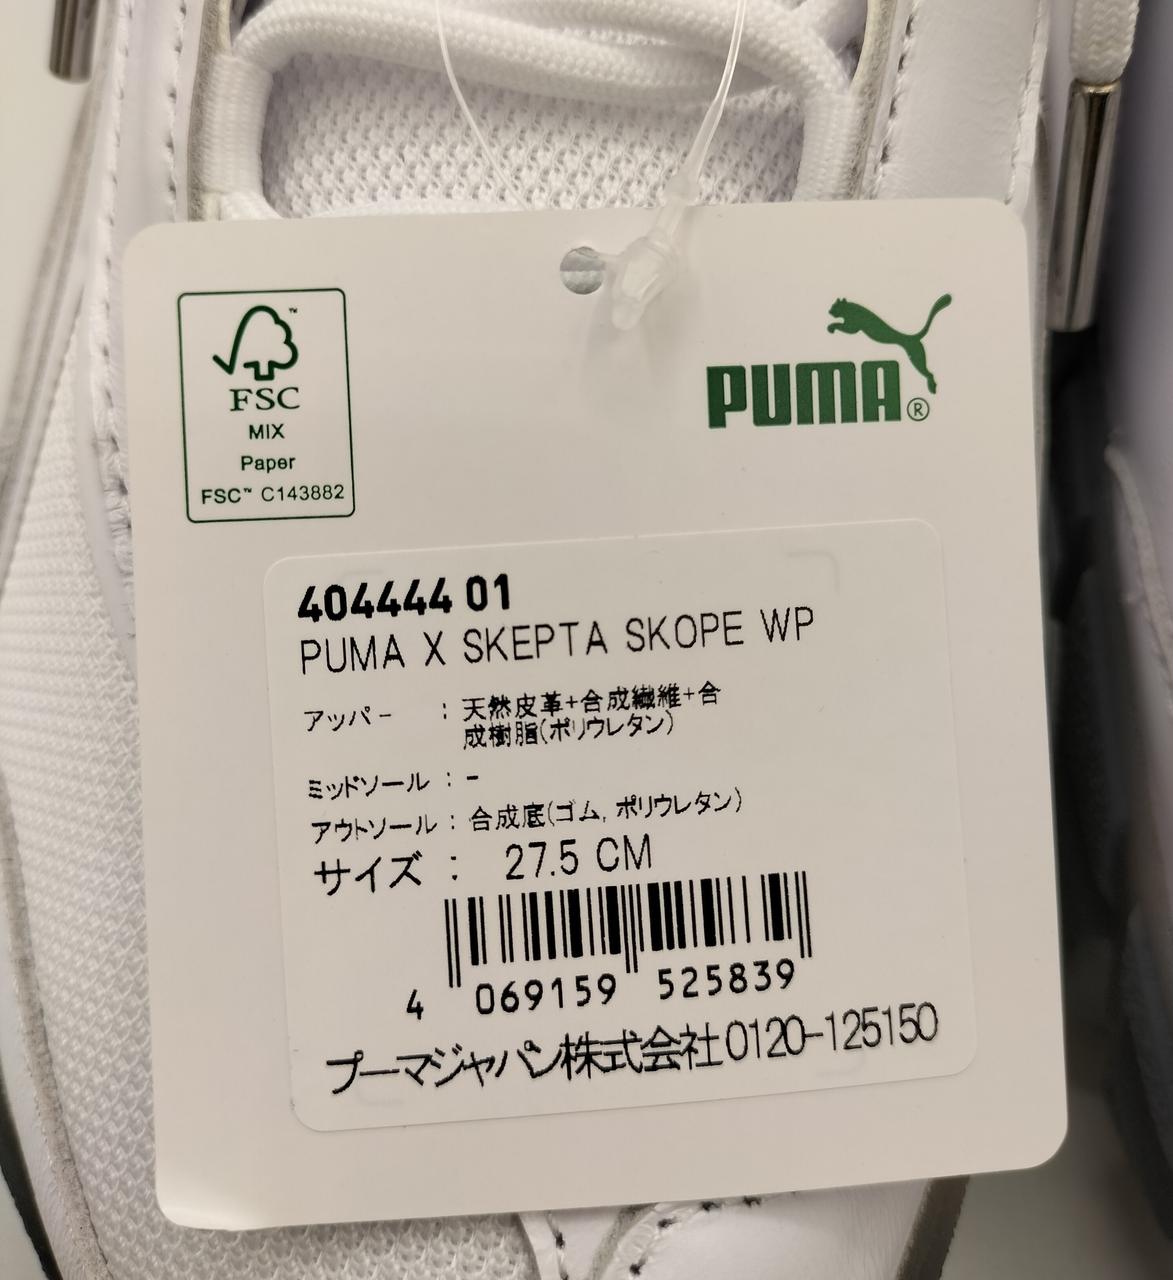 FSC
MIX
Paper
FSC™ C143882
PUMA®
404444 01
PUMA X SKEPTA SKOPE WP
アッパー : 天然皮革+合成繊維+合
成樹脂(ポリウレタン)
ミッドソール : -
アウトソール : 合成底(ゴム, ポリウレタン)
サイズ : 27.5 CM
4 069159 525839
プーマジャパン株式会社0120-125150